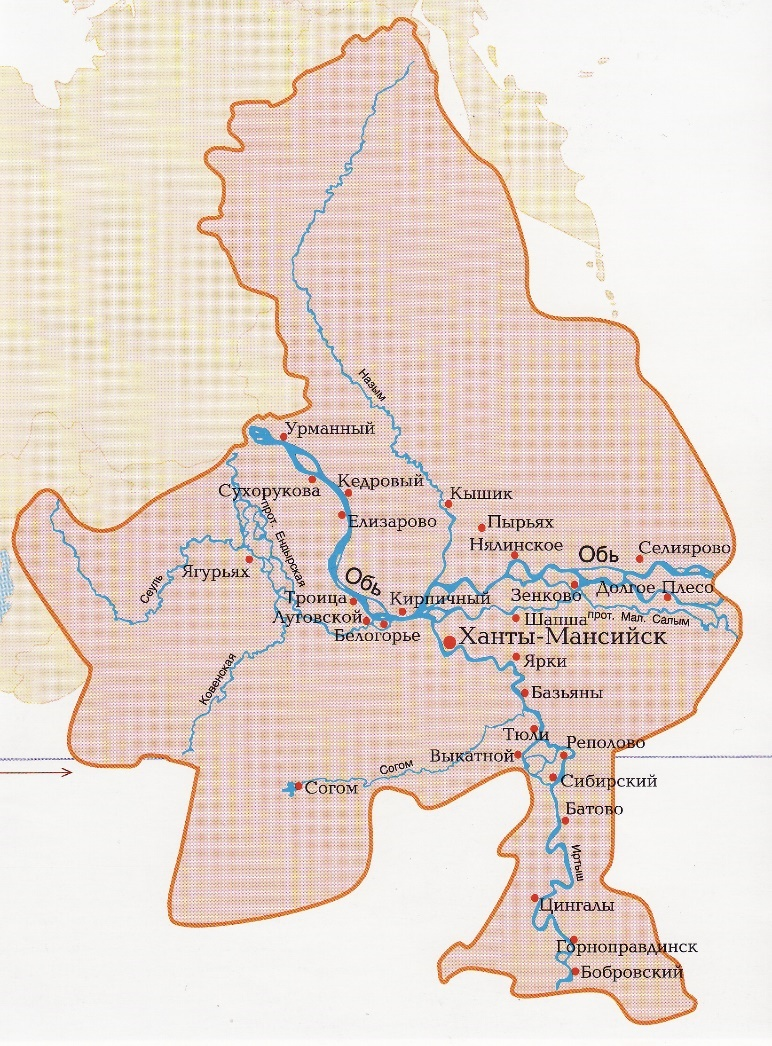 Назым
Урманный
Сухорукова
Кедровый
Кышик
прот. Ендырская
Елизарово
Пырьях
Нялинское
Обь
Селиярово
Сеуль
Ягурьях
Обь
Троица
Кирпичный
Зенково
Долгое Плесо
Луговской
Шапша
прот. Мал. Салым
Белогорье
Ханты-Мансийск
Ярки
Ковенская
Базьяны
Тюли
Реполово
Выкатной
Согом
Согом
Сибирский
Батово
Иртыш
Цингалы
Горноправдинск
Бобровский